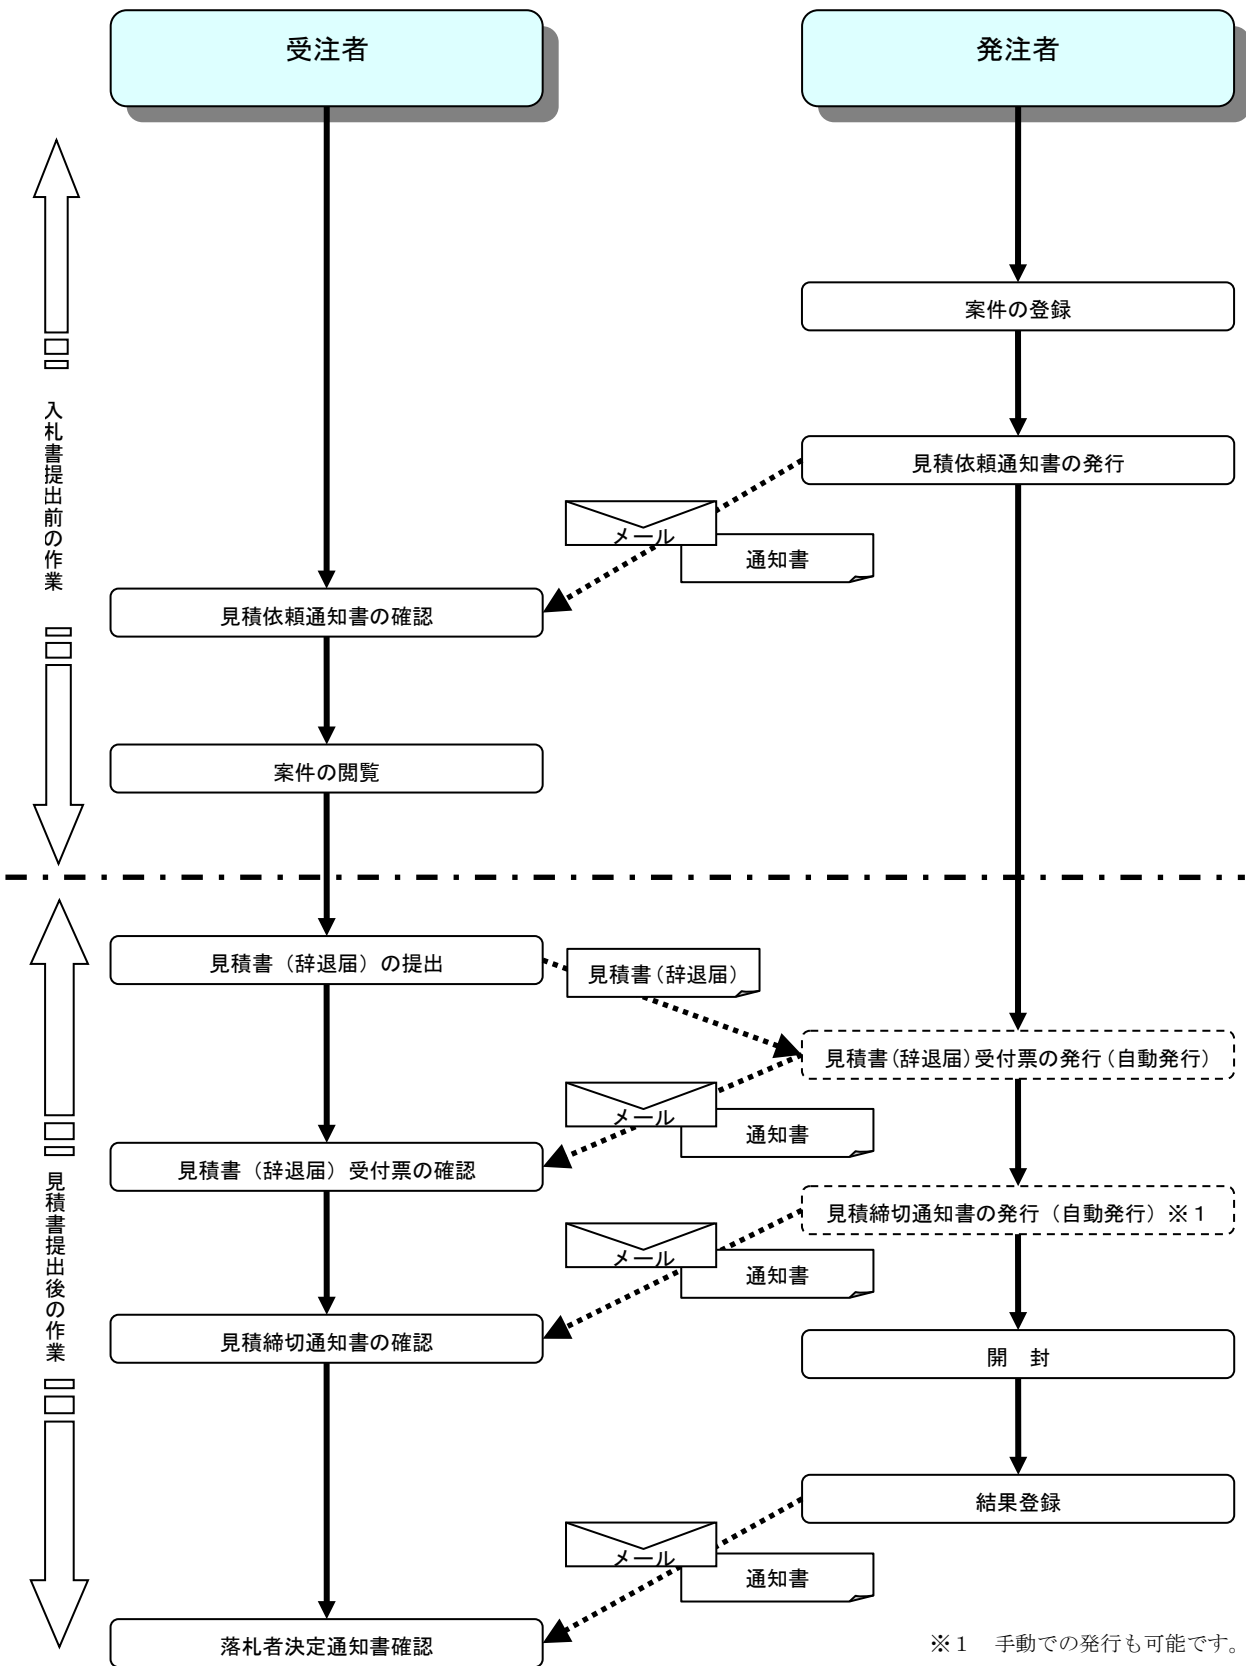 受注者
発注者
案件の登録
見積依頼通知書の発行
メール
通知書
見積依頼通知書の確認
案件の閲覧
入札書提出前の作業
見積書（辞退届）の提出
見積書（辞退届）
見積書（辞退届）受付票の発行（自動発行）
メール
通知書
見積書（辞退届）受付票の確認
見積締切通知書の発行（自動発行）※１
メール
通知書
見積締切通知書の確認
見積書提出後の作業
開　封
結果登録
メール
通知書
落札者決定通知書確認
※１　手動での発行も可能です。